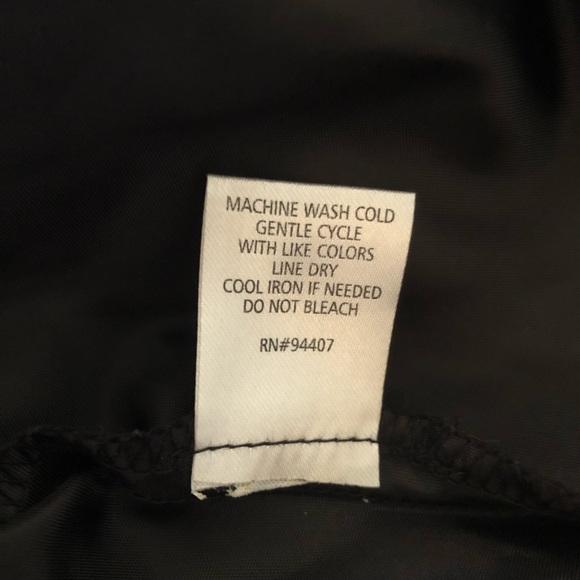 MACHINE WASH COLD
GENTLE CYCLE
WITH LIKE COLORS
LINE DRY
COOL IRON IF NEEDED
DO NOT BLEACH
RN#94407